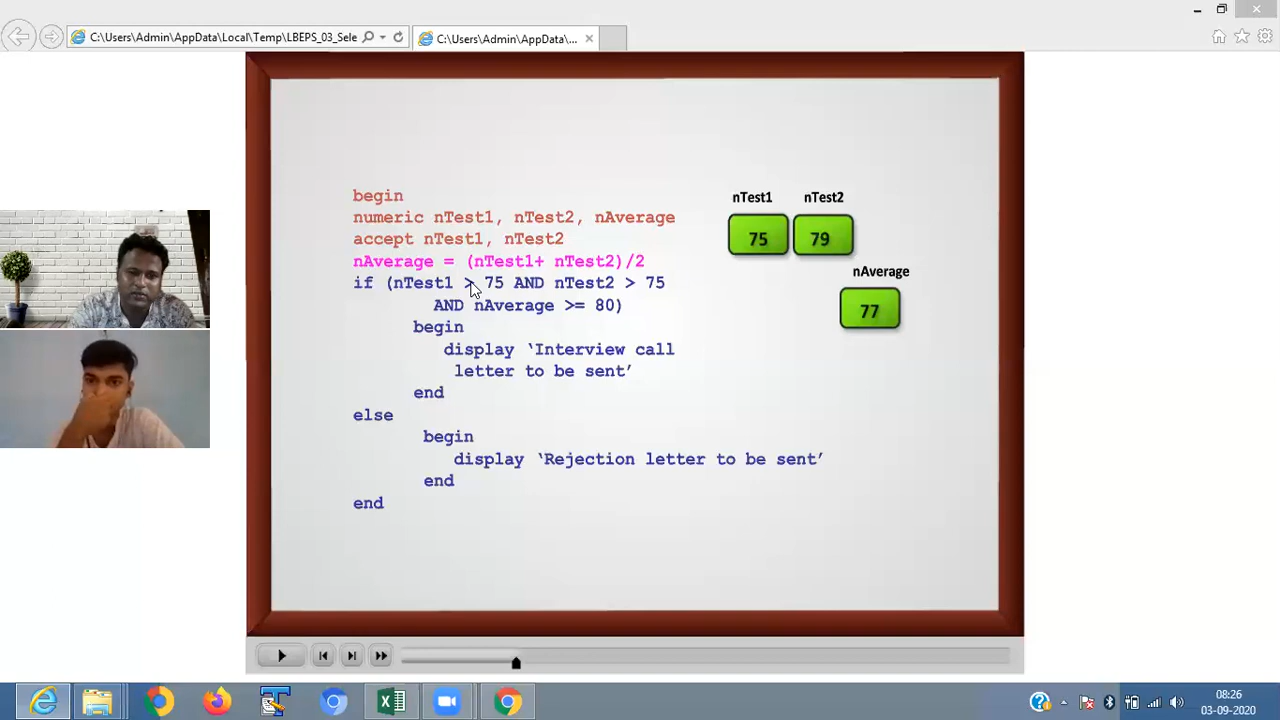 C:\Users\Admin\AppData\Local\Temp\LBEPS_03_Sele
C:\Users\Admin\AppData\...
begin
numeric nTest1, nTest2, nAverage
accept nTest1, nTest2
nAverage = (nTest1+ nTest2)/2
if (nTest1 > 75 AND nTest2 > 75
AND nAverage >= 80)
begin
display ‘Interview call
letter to be sent’
end
else
begin
display ‘Rejection letter to be sent’
end
end
nTest1 nTest2
75 79
nAverage
77
08:26
03-09-2020